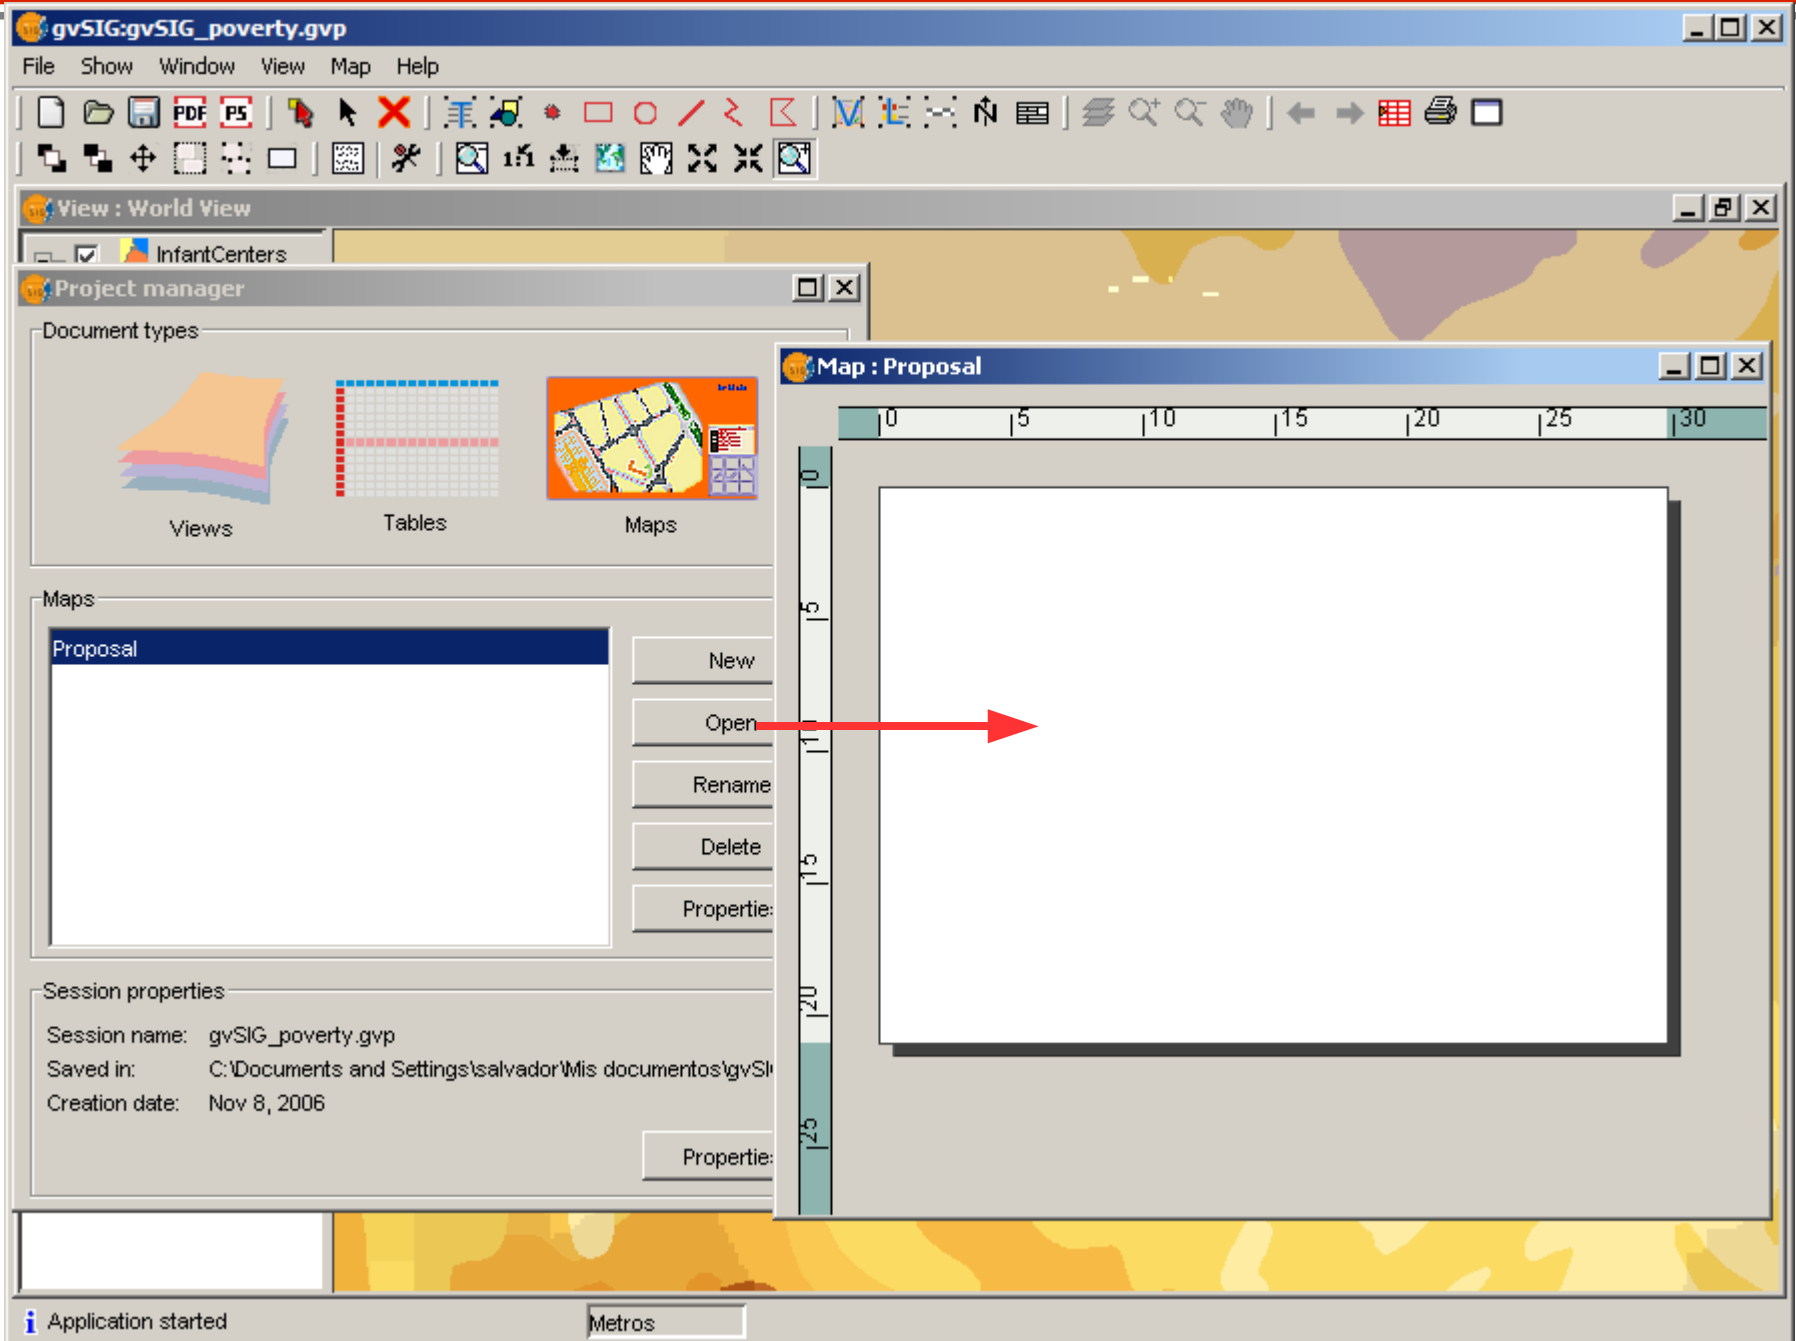 gvSIG:gvSIG_poverty.gvp
File Show Window View Map Help
PDF PS
1:1
View : World View
InfantCenters
Project manager
Document types
Views
Tables
Maps
Maps
Proposal
New
Open
Rename
Delete
Propertie
Session properties
Session name: gvSIG_poverty.gvp
Saved in: C:\Documents and Settings\salvador\Mis documentos\gvSI
Creation date: Nov 8, 2006
Propertie
Map : Proposal
0 5 10 15 20 25 30
0
5
10
15
20
25
Application started
Metros